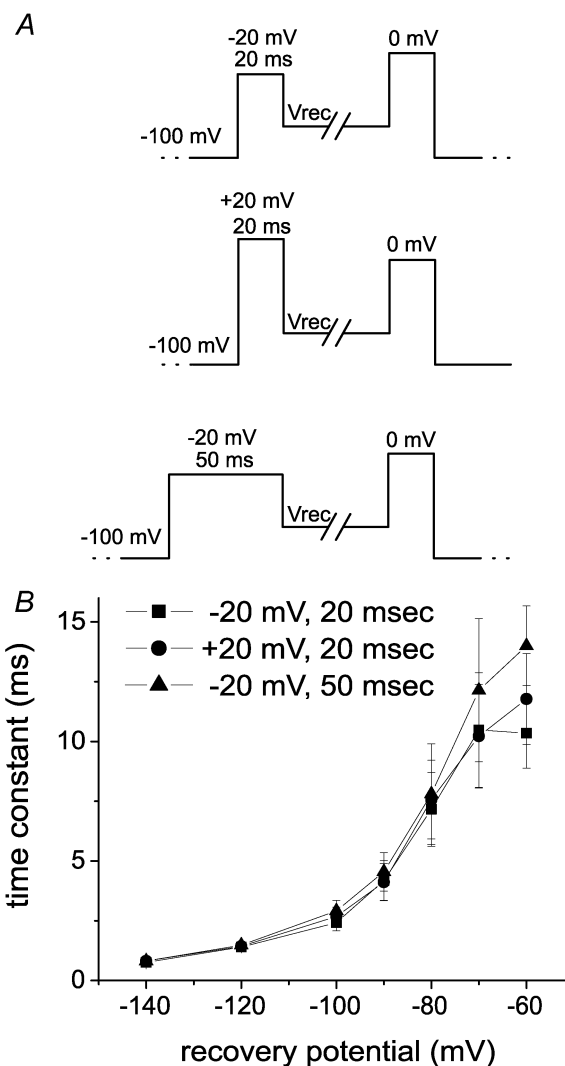 A
-20 mV
20 ms
0 mV
Vrec
-100 mV
+20 mV
20 ms
0 mV
Vrec
-100 mV
-20 mV
50 ms
0 mV
Vrec
-100 mV
B
-20 mV, 20 msec
+20 mV, 20 msec
-20 mV, 50 msec
15
10
5
0
time constant (ms)
-140 -120 -100 -80 -60
recovery potential (mV)